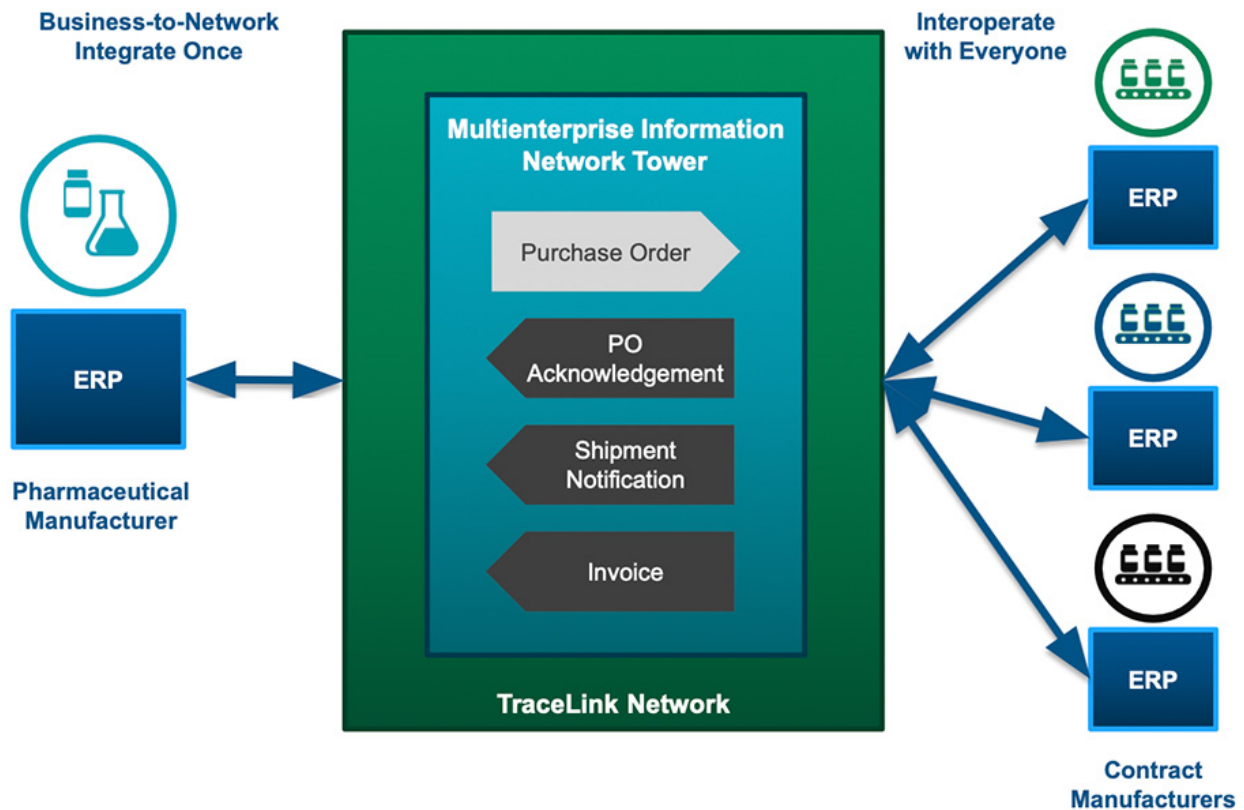 Business-to-Network
Integrate Once
Interoperate
with Everyone
Multienterprise Information
Network Tower
Purchase Order
PO
Acknowledgement
Shipment
Notification
Invoice
TraceLink Network
ERP
Pharmaceutical
Manufacturer
ERP
ERP
ERP
Contract
Manufacturers